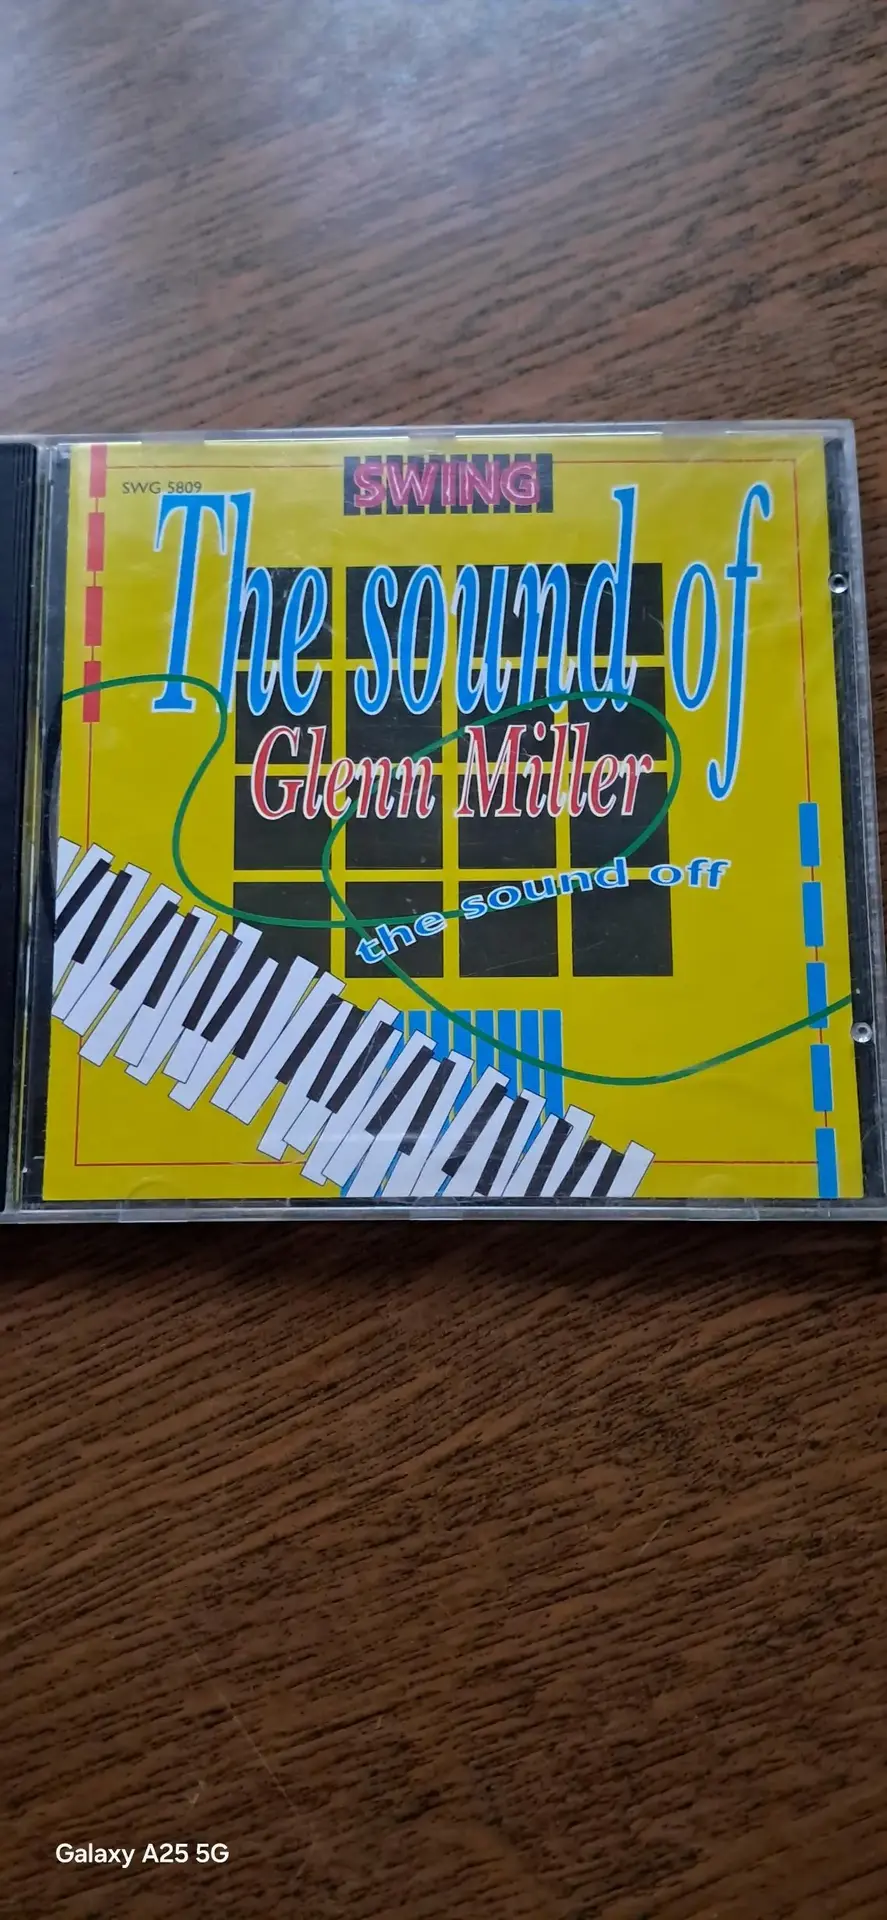 SWING
SWG 5809
The sound of
Glenn Miller
the sound off
Galaxy A25 5G